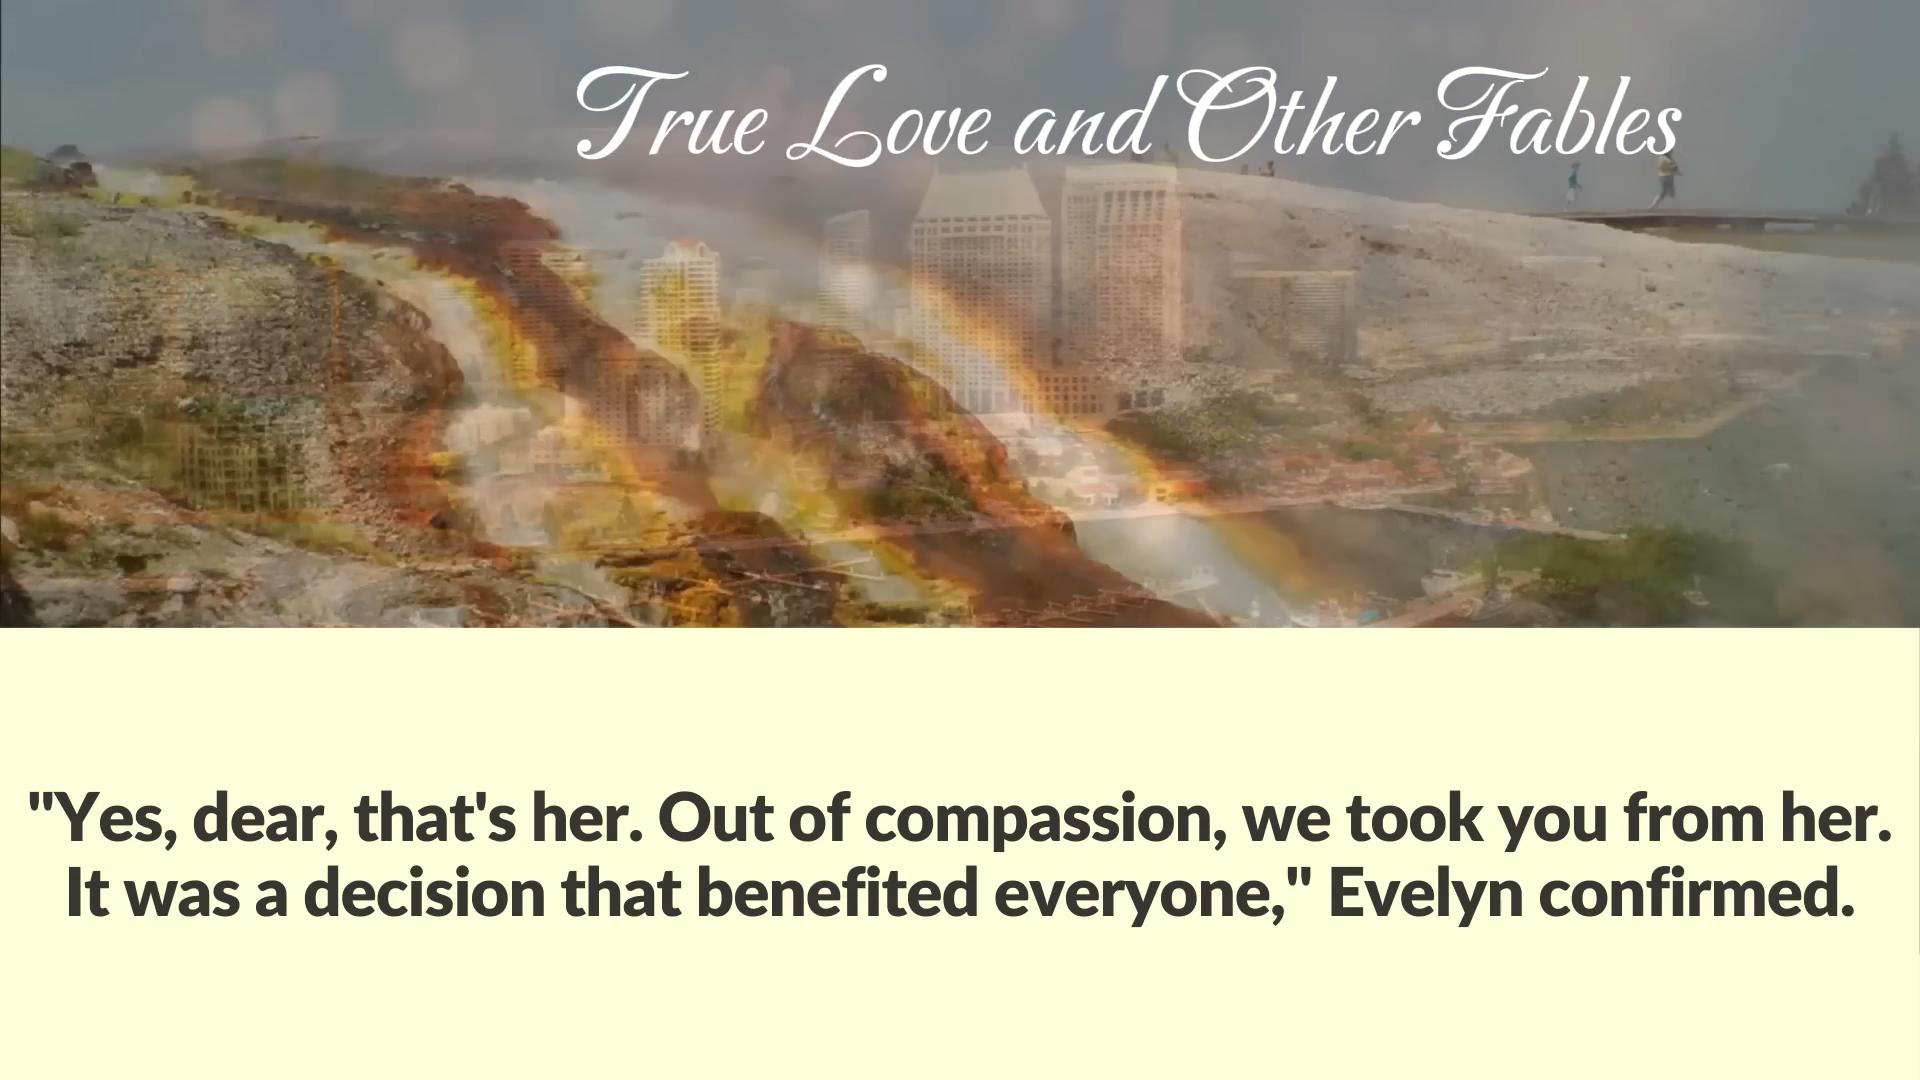 True Love and Other Fables
"Yes, dear, that's her. Out of compassion, we took you from her.
It was a decision that benefited everyone," Evelyn confirmed.